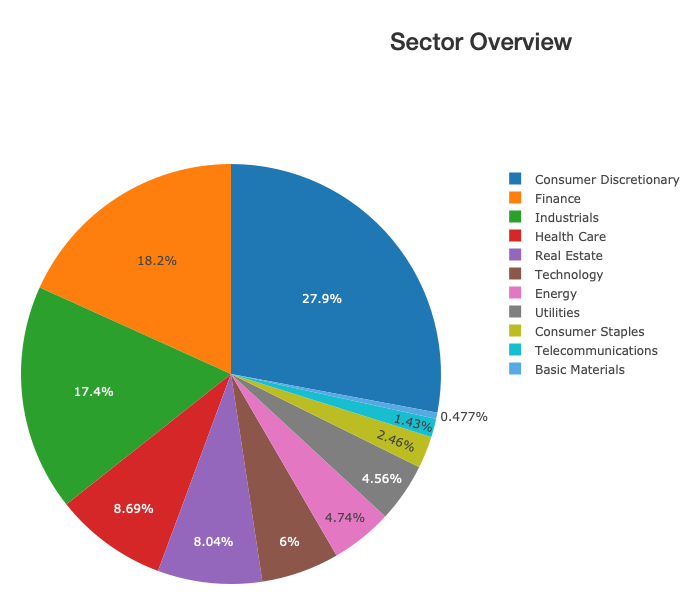 Sector Overview
Consumer Discretionary
Finance
Industrials
Health Care
Real Estate
Technology
Energy
Utilities
Consumer Staples
Telecommunications
Basic Materials
18.2%
27.9%
17.4%
0.477%
1.43%
2.46%
4.56%
8.69%
4.74%
8.04%
6%